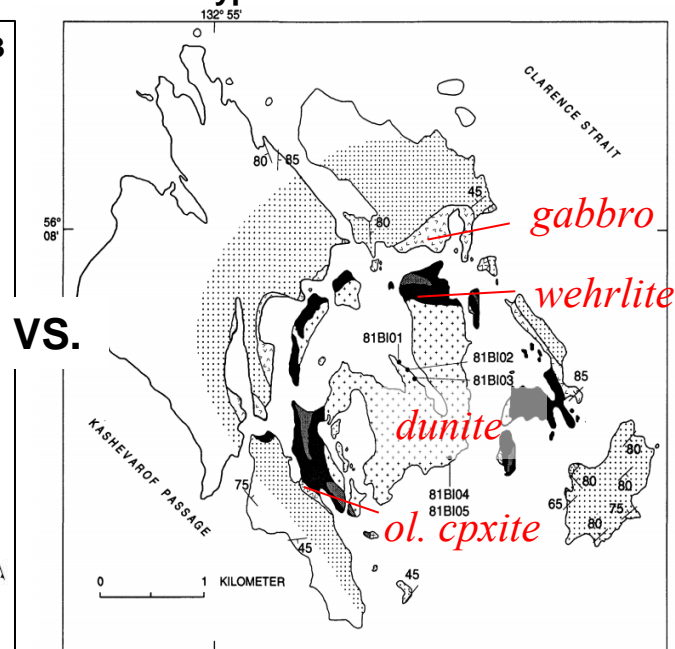 132° 55'
B
CLARENCE STRAIT
80
85
45
56°
08'
80
gabbro
wehrlite
VS.
81BI01
81BI02
81BI03
85
KASHEVAROF PASSAGE
dunite
80
80
80
75
65
80
75
81BI04
81BI05
ol. cpxite
45
0 1 KILOMETER
45